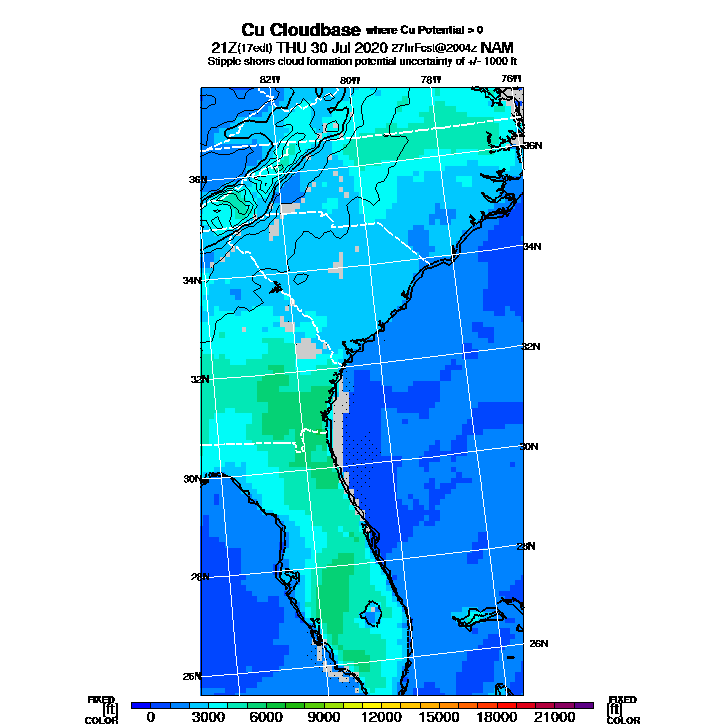 Cu Cloudbase where Cu Potential > 0
21Z(17edt) THU 30 Jul 2020 27hrFcst@2004z NAM
Stipple shows cloud formation potential uncertainty of +/- 1000 ft
82W 80W 78W 76W
36N
36N
34N
34N
32N
32N
30N
30N
28N
28N
26N
26N
FIXED FIXED
[ft] 0 3000 6000 9000 12000 15000 18000 21000 [ft]
COLOR COLOR